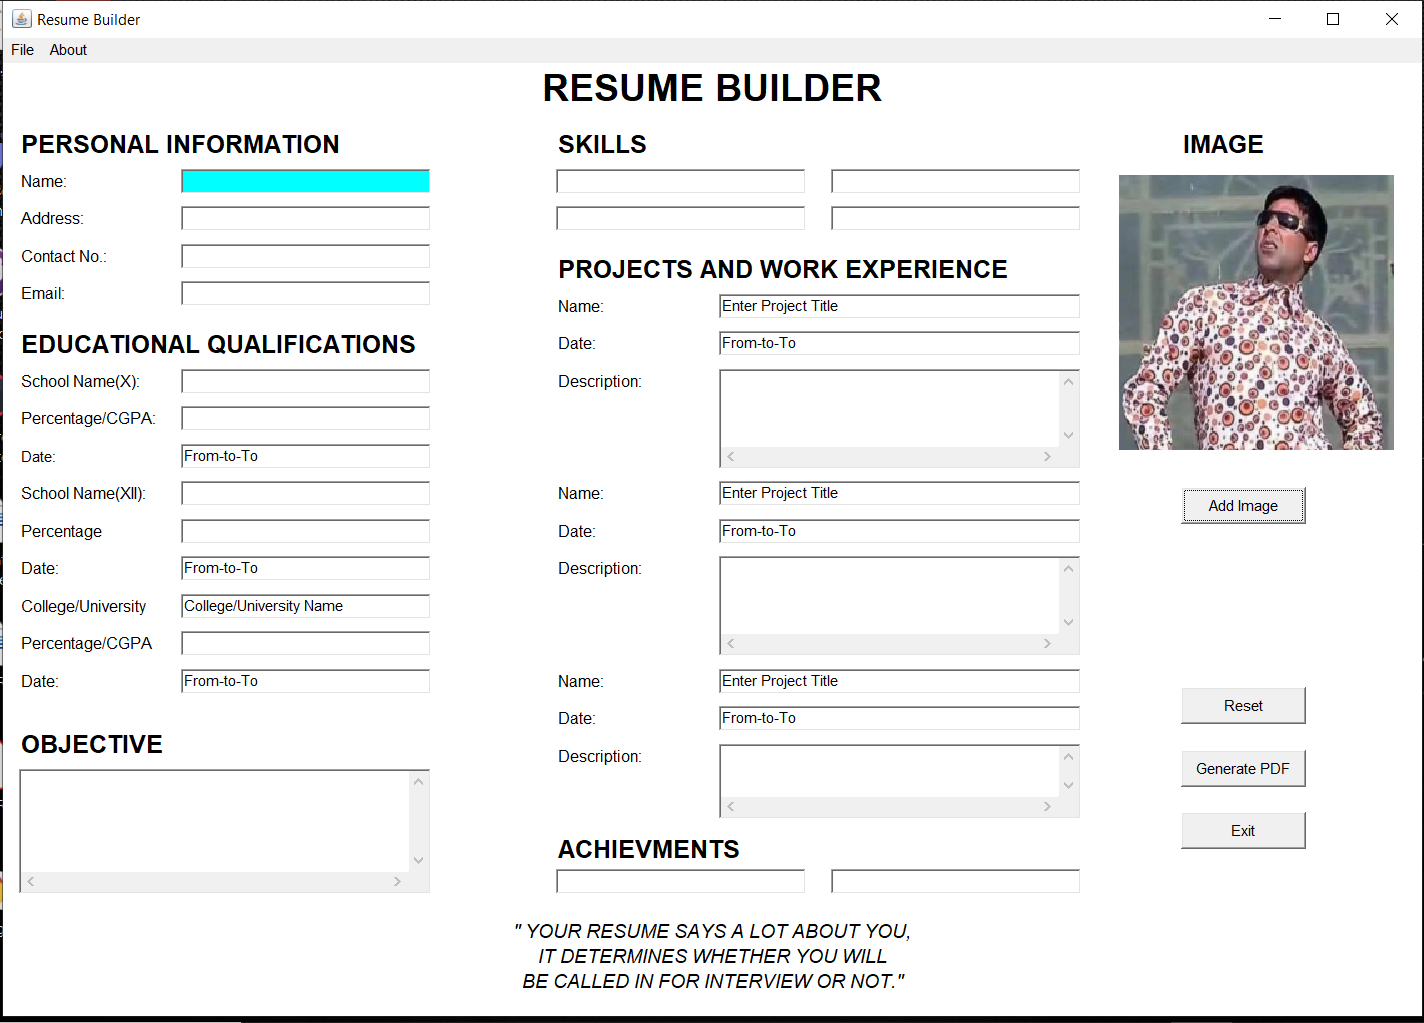 Resume Builder
File About
RESUME BUILDER
PERSONAL INFORMATION
Name:
Address:
Contact No.:
Email:
EDUCATIONAL QUALIFICATIONS
School Name(X):
Percentage/CGPA:
Date: From-to-To
School Name(XII):
Percentage
Date: From-to-To
College/University College/University Name
Percentage/CGPA
Date: From-to-To
OBJECTIVE
SKILLS
PROJECTS AND WORK EXPERIENCE
Name: Enter Project Title
Date: From-to-To
Description:
Name: Enter Project Title
Date: From-to-To
Description:
Name: Enter Project Title
Date: From-to-To
Description:
ACHIEVMENTS
IMAGE
Add Image
Reset
Generate PDF
Exit
" YOUR RESUME SAYS A LOT ABOUT YOU,
IT DETERMINES WHETHER YOU WILL
BE CALLED IN FOR INTERVIEW OR NOT."